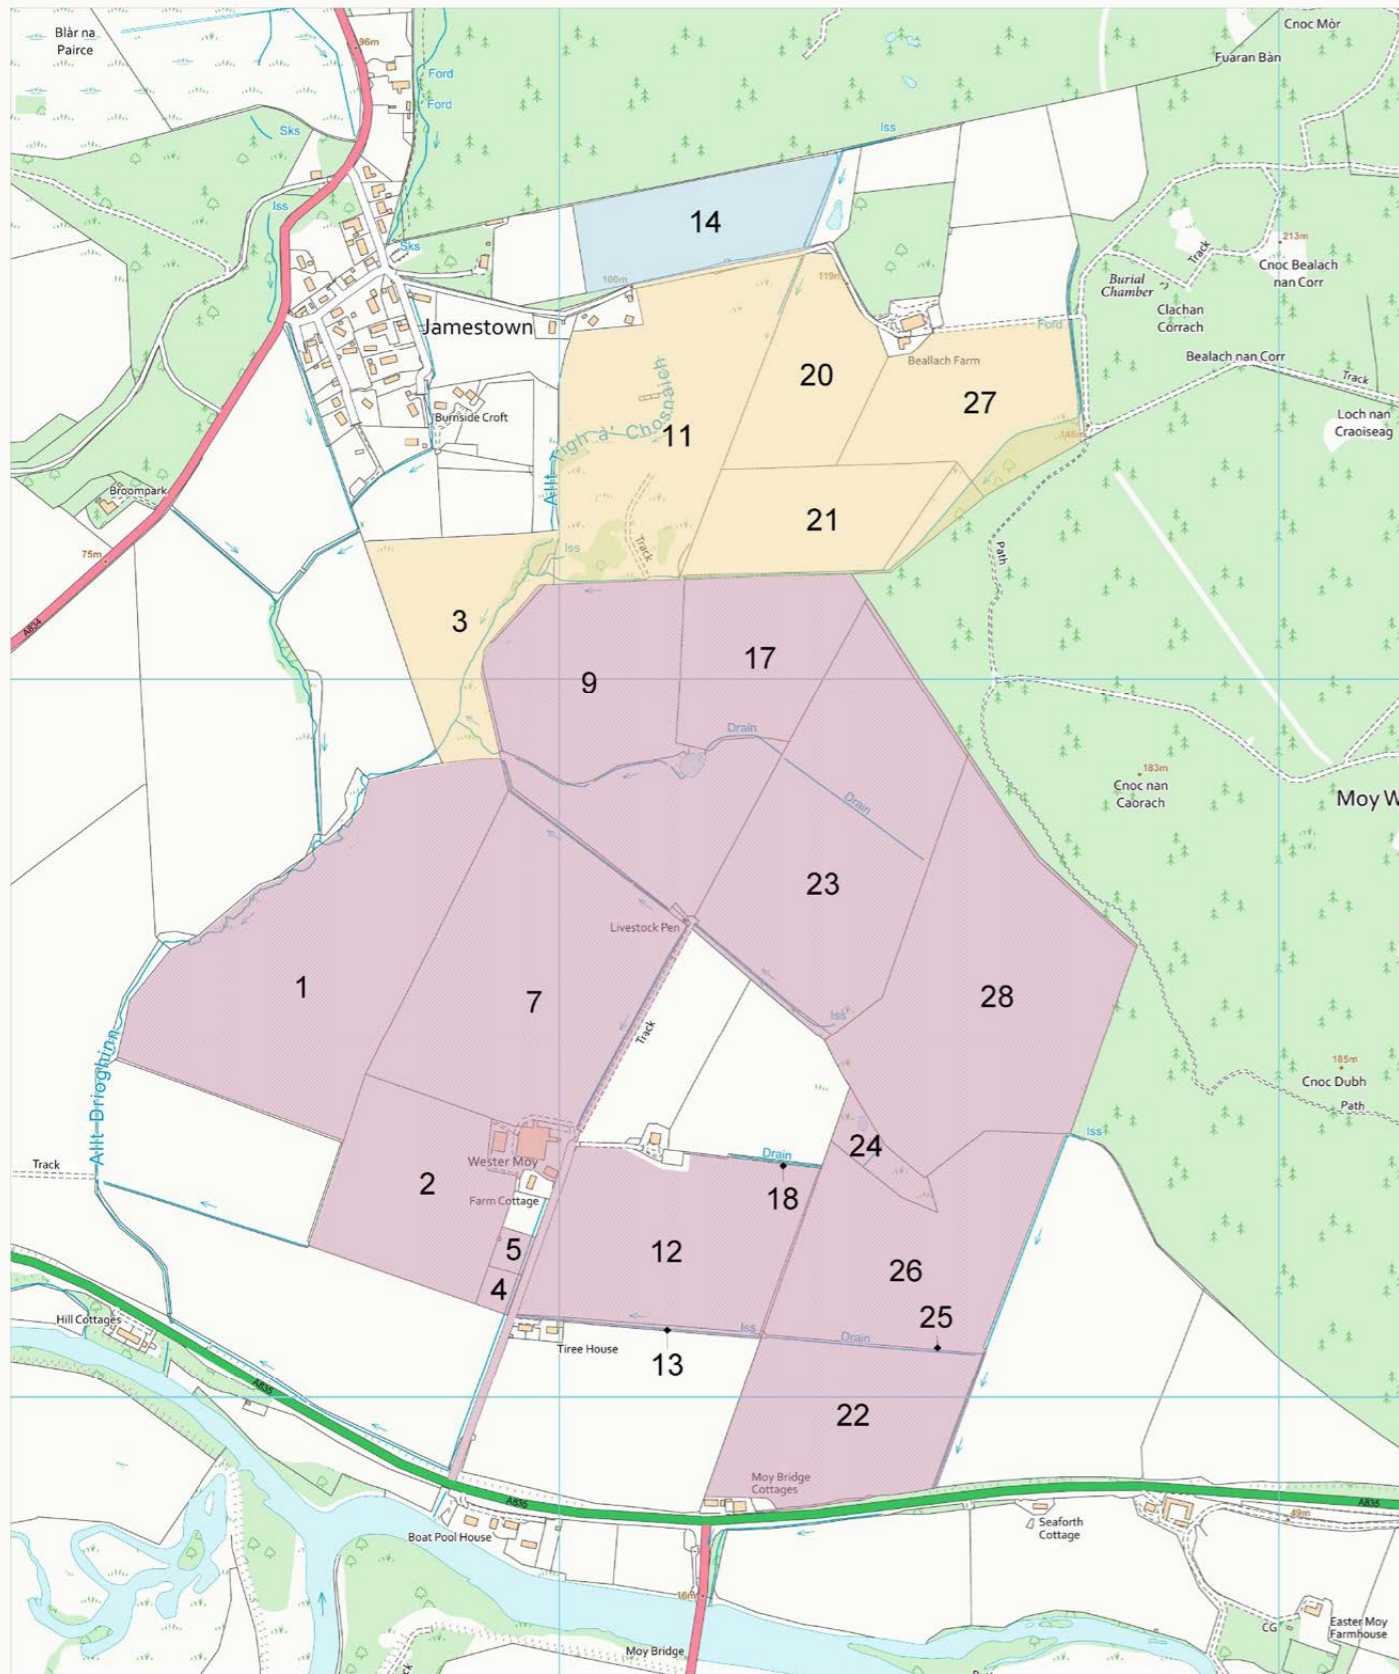 Blàr na
Pairce
96m
Cnoc Mòr
Fuaran Bàn
Ford
Ford
Sks
Iss
Iss
14
213m
Sks
Cnoc Bealach
nan Corr
Track
100m
119m
Burial
Chamber
Clachan
Corrach
Jamestown
Ford
Bealach nan Corr
Beallach Farm
20
Track
27
Loch nan
Craoiseag
Burnside Croft
11
Allt Tigh a' Chosnaich
146m
Broompark
21
75m
Iss
Track
Path
A834
3
17
9
Drain
183m
Cnoc nan
Caorach
Drain
Moy W
23
Livestock Pen
1
7
28
Iss
Track
185m
Cnoc Dubh
Path
Allt Drioghinn
Iss
24
Drain
Track
Wester Moy
2
18
Farm Cottage
5
12
26
4
25
Hill Cottages
Iss
Drain
Tiree House
13
A835
22
Moy Bridge
Cottages
A835
A835
Boat Pool House
Seaforth
Cottage
49m
16m
CG
Easter Moy
Farmhouse
Moy Bridge